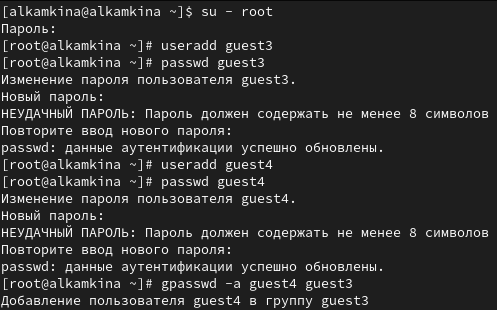 [alkamkina@alkamkina ~]$ su - root
Пароль:
[root@alkamkina ~]# useradd guest3
[root@alkamkina ~]# passwd guest3
Изменение пароля пользователя guest3.
Новый пароль:
НЕУДАЧНЫЙ ПАРОЛЬ: Пароль должен содержать не менее 8 символов
Повторите ввод нового пароля:
passwd: данные аутентификации успешно обновлены.
[root@alkamkina ~]# useradd guest4
[root@alkamkina ~]# passwd guest4
Изменение пароля пользователя guest4.
Новый пароль:
НЕУДАЧНЫЙ ПАРОЛЬ: Пароль должен содержать не менее 8 символов
Повторите ввод нового пароля:
passwd: данные аутентификации успешно обновлены.
[root@alkamkina ~]# gpasswd -a guest4 guest3
Добавление пользователя guest4 в группу guest3